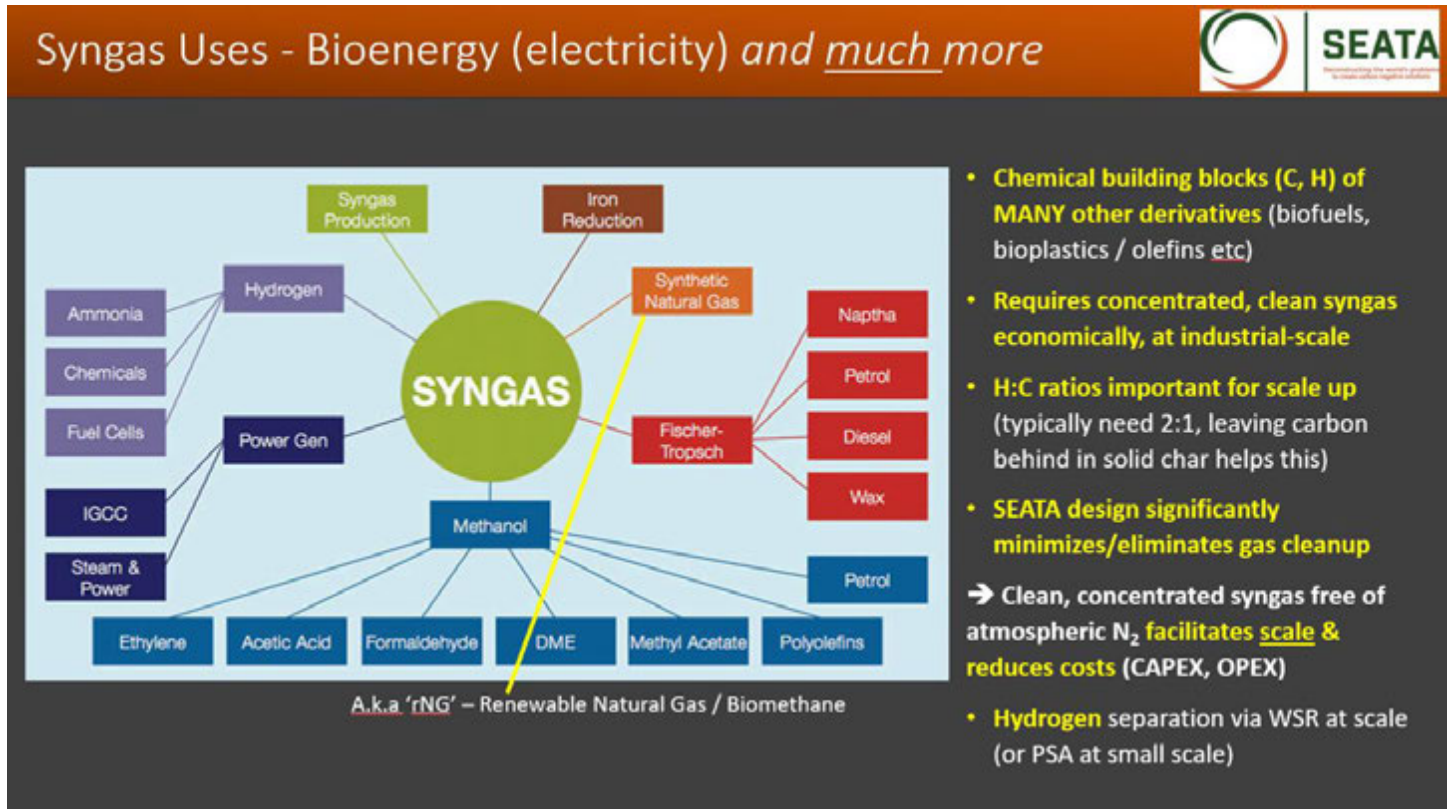 Syngas Uses - Bioenergy (electricity) and much more
SEATA
Syngas
Production
Iron
Reduction
Hydrogen
Synthetic
Natural Gas
Ammonia
Chemicals
Fuel Cells
SYNGAS
Naptha
Petrol
Diesel
Wax
Power Gen
Fischer-
Tropsch
IGCC
Steam &
Power
Methanol
Petrol
Ethylene
Acetic Acid
Formaldehyde
DME
Methyl Acetate
Polyolefins
A.k.a 'rNG' – Renewable Natural Gas / Biomethane
• Chemical building blocks (C, H) of
MANY other derivatives (biofuels,
bioplastics / olefins etc)
• Requires concentrated, clean syngas
economically, at industrial-scale
• H:C ratios important for scale up
(typically need 2:1, leaving carbon
behind in solid char helps this)
• SEATA design significantly
minimizes/eliminates gas cleanup
➔ Clean, concentrated syngas free of
atmospheric N₂ facilitates scale &
reduces costs (CAPEX, OPEX)
• Hydrogen separation via WSR at scale
(or PSA at small scale)